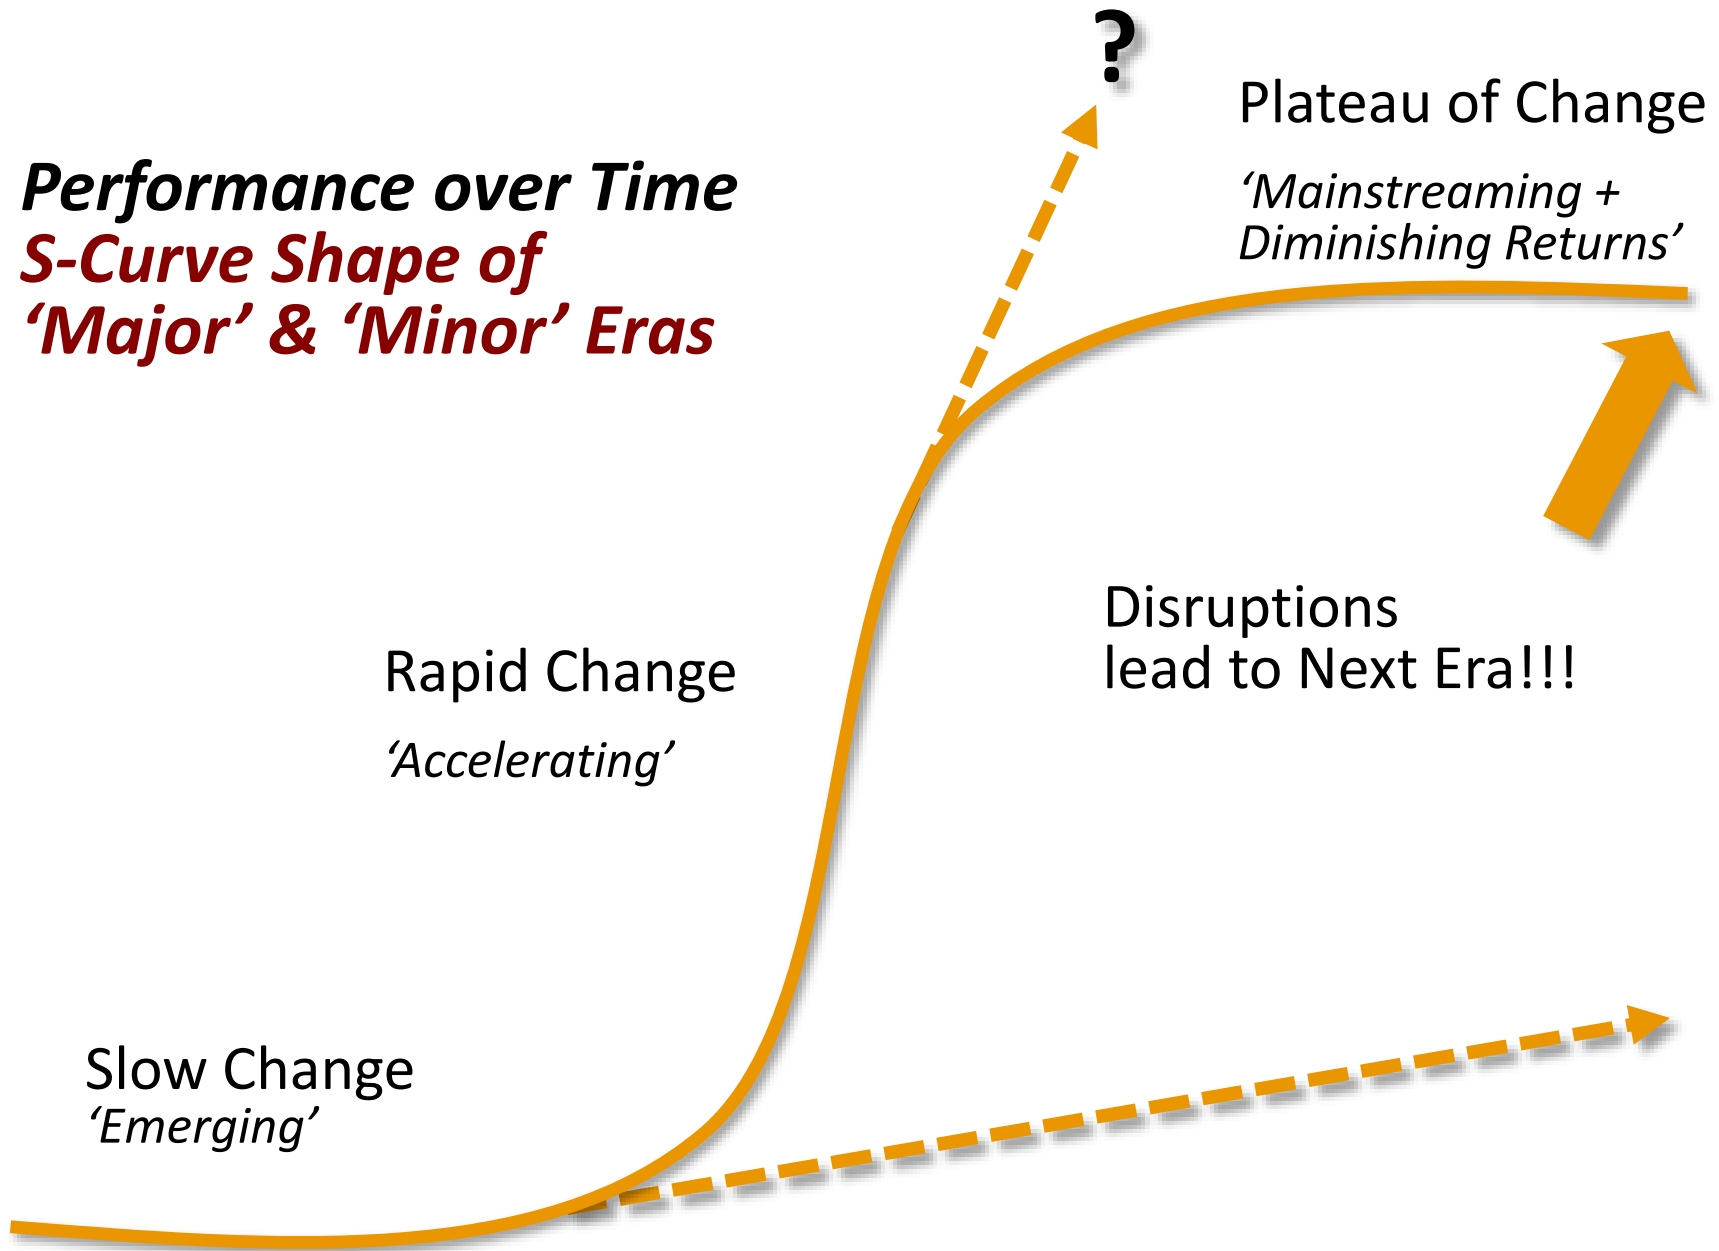 ?
Plateau of Change
‘Mainstreaming +
Diminishing Returns’
Performance over Time
S-Curve Shape of
‘Major’ & ‘Minor’ Eras
Disruptions
lead to Next Era!!!
Rapid Change
‘Accelerating’
Slow Change
‘Emerging’